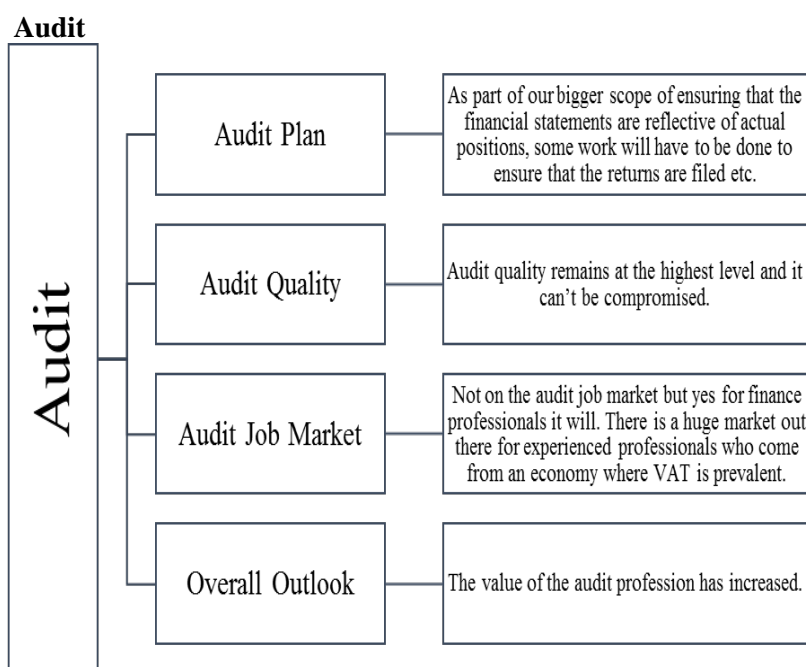 Audit
Audit
Audit Plan
As part of our bigger scope of ensuring that the
financial statements are reflective of actual
positions, some work will have to be done to
ensure that the returns are filed etc.
Audit Quality
Audit quality remains at the highest level and it
can't be compromised.
Audit Job Market
Not on the audit job market but yes for finance
professionals it will. There is a huge market out
there for experienced professionals who come
from an economy where VAT is prevalent.
Overall Outlook
The value of the audit profession has increased.